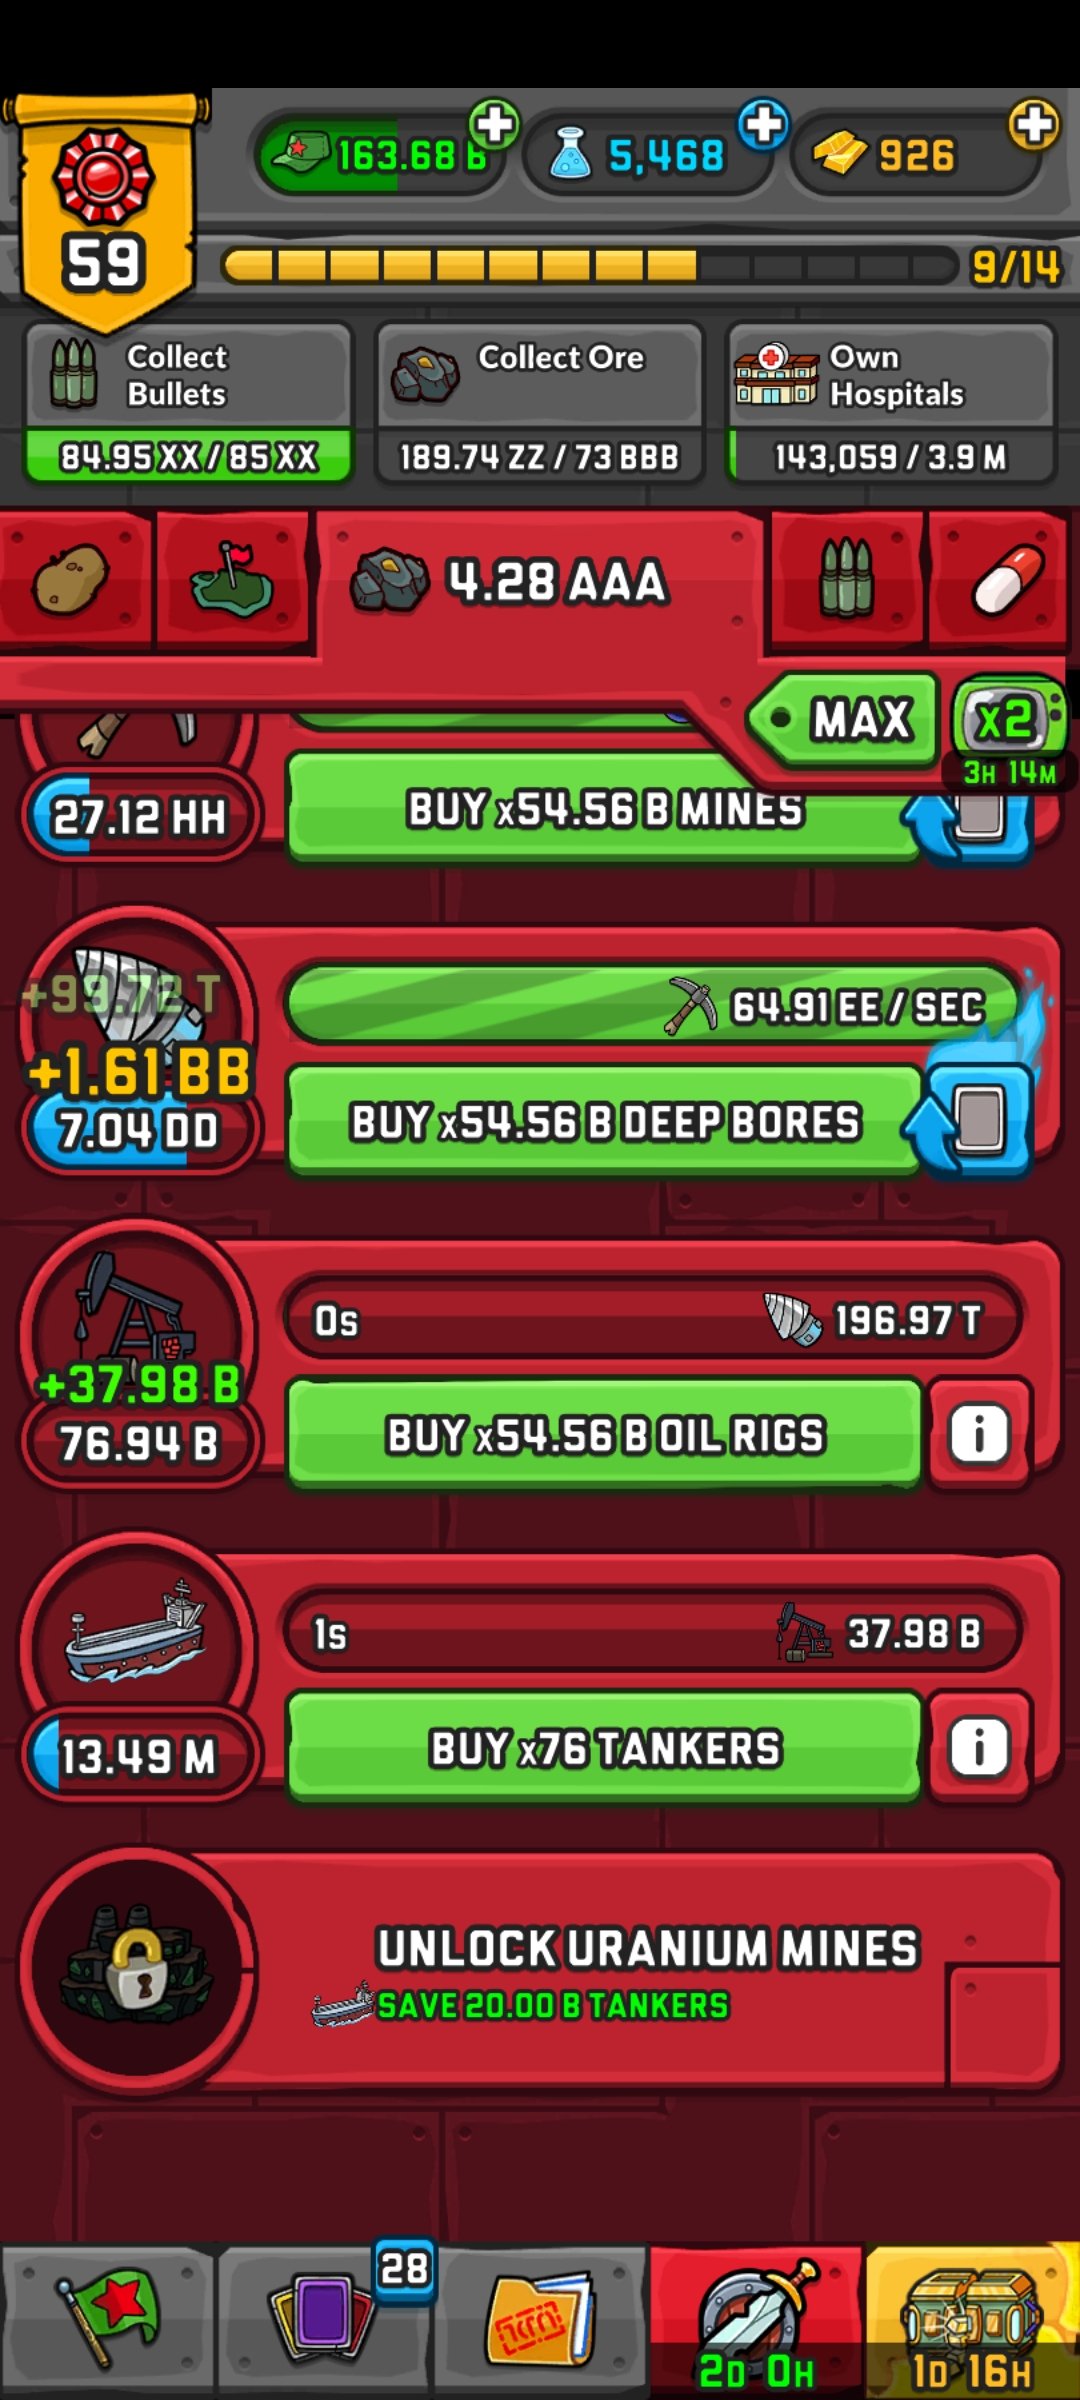 163.68 B
5,468
926
59
9/14
Collect
Bullets
84.95 XX / 85 XX
Collect Ore
189.74 ZZ / 73 BBB
Own
Hospitals
143,059 / 3.9 M
4.28 AAA
MAX
x2
3H 14M
27.12 HH
BUY x54.56 B MINES
+99.72 T
+1.61 BB
7.04 DD
64.91 EE / SEC
BUY x54.56 B DEEP BORES
+37.98 B
76.94 B
0s
196.97 T
BUY x54.56 B OIL RIGS
i
13.49 M
1s
37.98 B
BUY x76 TANKERS
i
UNLOCK URANIUM MINES
SAVE 20.00 B TANKERS
28
2D 0H
1D 16H